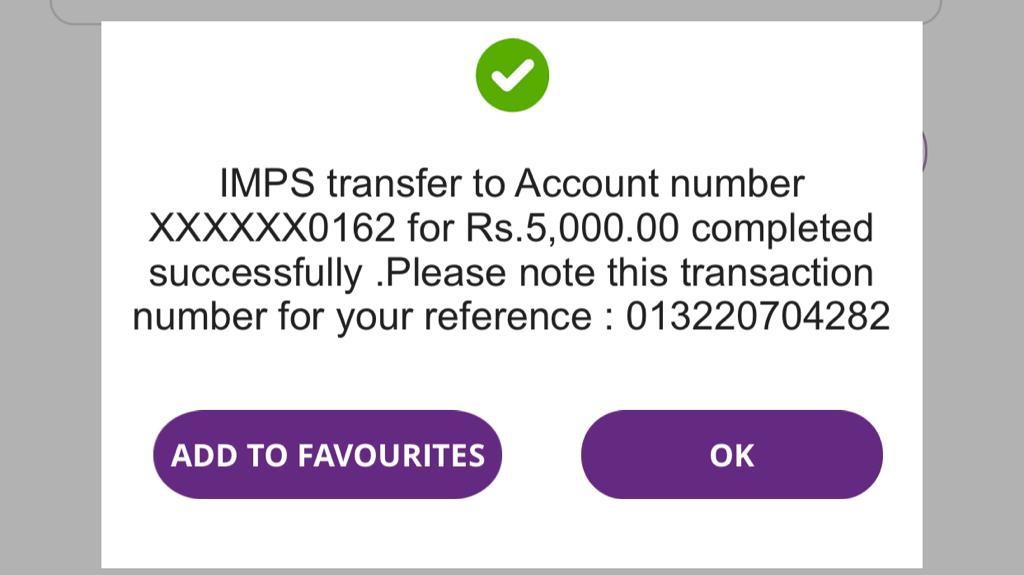 IMPS transfer to Account number
XXXXXX0162 for Rs.5,000.00 completed
successfully .Please note this transaction
number for your reference : 013220704282
ADD TO FAVOURITES
OK